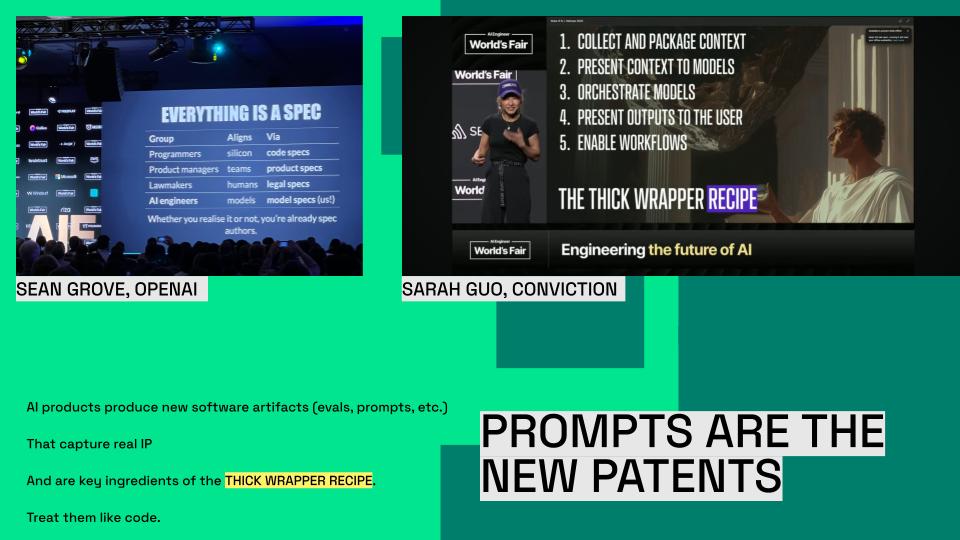 EVERYTHING IS A SPEC
Group Aligns Via
Programmers silicon code specs
Product managers teams product specs
Lawmakers humans legal specs
AI engineers models model specs (us!)
Whether you realise it or not, you're already spec
authors.
AIE
Microsoft
SEAN GROVE, OPENAI
AI Engineer
World's Fair
World's Fair
SE
World
1. COLLECT AND PACKAGE CONTEXT
2. PRESENT CONTEXT TO MODELS
3. ORCHESTRATE MODELS
4. PRESENT OUTPUTS TO THE USER
5. ENABLE WORKFLOWS
THE THICK WRAPPER RECIPE
AI Engineer
World's Fair
Engineering the future of AI
SARAH GUO, CONVICTION
AI products produce new software artifacts (evals, prompts, etc.)
That capture real IP
And are key ingredients of the THICK WRAPPER RECIPE.
Treat them like code.
PROMPTS ARE THE
NEW PATENTS